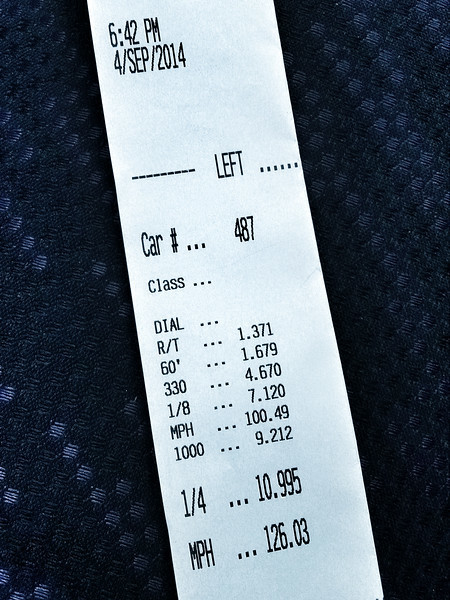 6:42 PM
4/SEP/2014
--------- LEFT ......
Car # ... 487
Class ...
DIAL ...
R/T ... 1.371
60' ... 1.679
330 ... 4.670
1/8 ... 7.120
MPH ... 100.49
1000 ... 9.212
1/4 ... 10.995
MPH ... 126.03